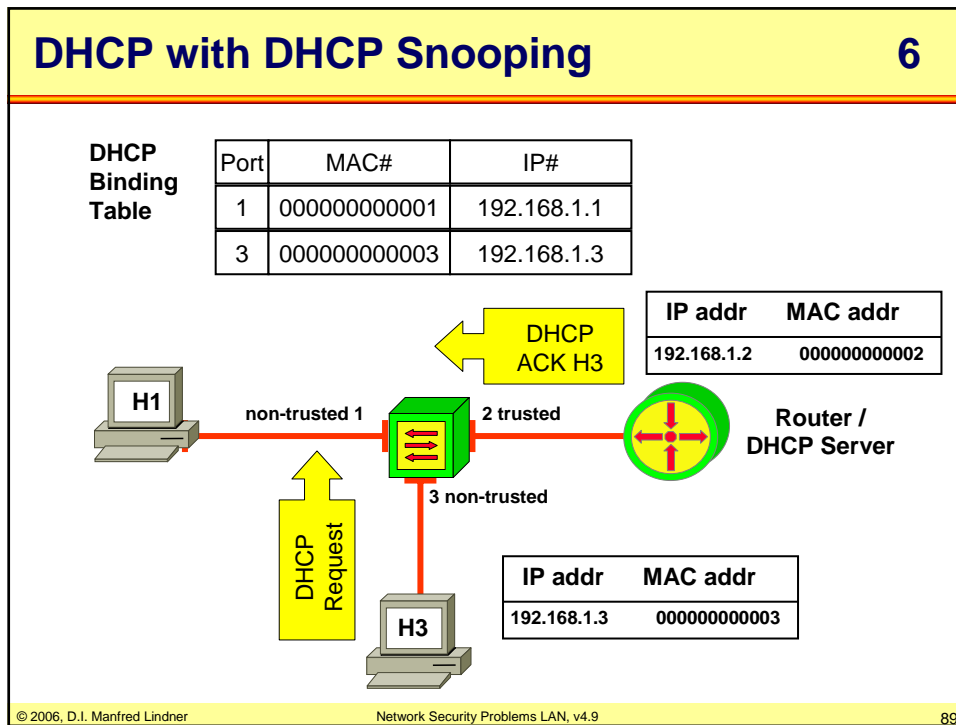 DHCP with DHCP Snooping 6
DHCP
Binding
Table
Port MAC# IP#
1 000000000001 192.168.1.1
3 000000000003 192.168.1.3
IP addr MAC addr
192.168.1.2 000000000002
DHCP
ACK H3
H1
non-trusted 1
2 trusted
Router /
DHCP Server
3 non-trusted
DHCP
Request
IP addr MAC addr
192.168.1.3 000000000003
H3
© 2006, D.I. Manfred Lindner
Network Security Problems LAN, v4.9
89